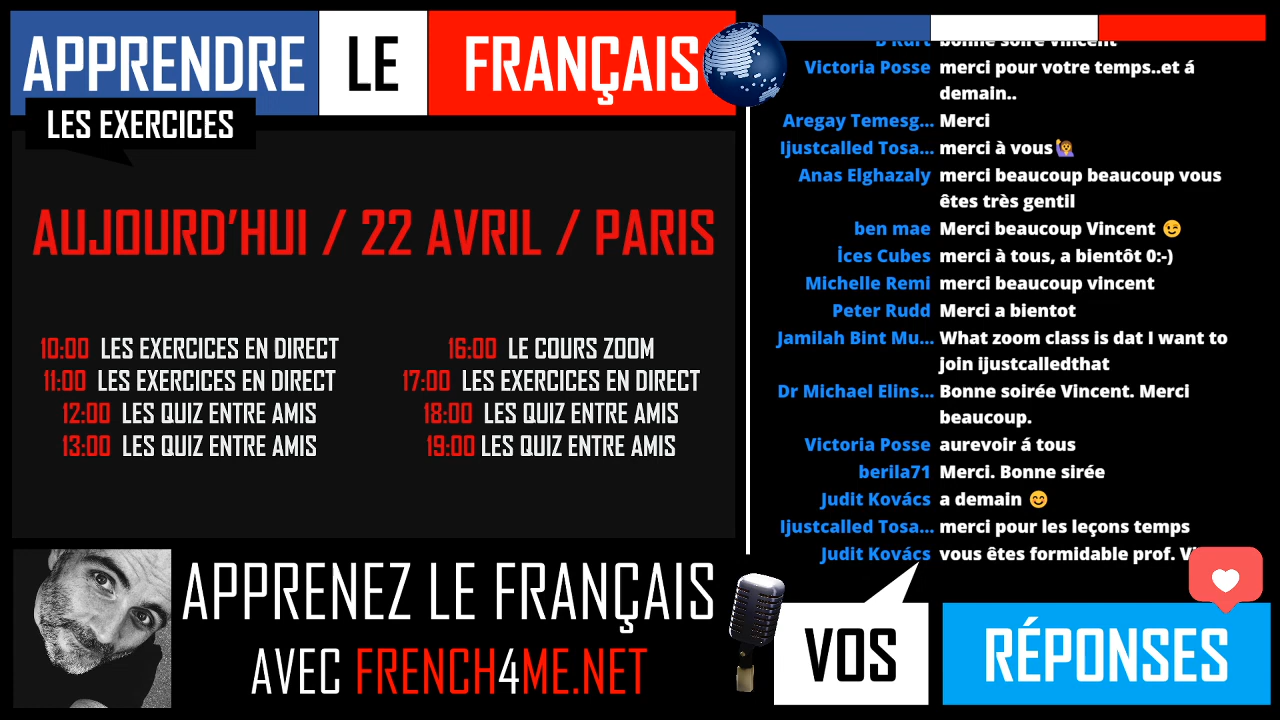 APPRENDRE LE FRANÇAIS
LES EXERCICES
AUJOURD'HUI / 22 AVRIL / PARIS
10:00 LES EXERCICES EN DIRECT
11:00 LES EXERCICES EN DIRECT
12:00 LES QUIZ ENTRE AMIS
13:00 LES QUIZ ENTRE AMIS
16:00 LE COURS ZOOM
17:00 LES EXERCICES EN DIRECT
18:00 LES QUIZ ENTRE AMIS
19:00 LES QUIZ ENTRE AMIS
APPRENEZ LE FRANÇAIS
AVEC FRENCH4ME.NET
bonne soire vincent
Victoria Posse merci pour votre temps..et á
demain..
Aregay Temesg... Merci
Ijustcalled Tosa... merci à vous🙋
Anas Elghazaly merci beaucoup beaucoup vous
êtes très gentil
ben mae Merci beaucoup Vincent 😉
İces Cubes merci à tous, a bientôt 0:-)
Michelle Remi merci beaucoup vincent
Peter Rudd Merci a bientot
Jamilah Bint Mu... What zoom class is dat I want to
join ijustcalledthat
Dr Michael Elins... Bonne soirée Vincent. Merci
beaucoup.
Victoria Posse aurevoir á tous
berila71 Merci. Bonne sirée
Judit Kovács a demain 😊
Ijustcalled Tosa... merci pour les leçons temps
Judit Kovács vous êtes formidable prof.
VOS RÉPONSES